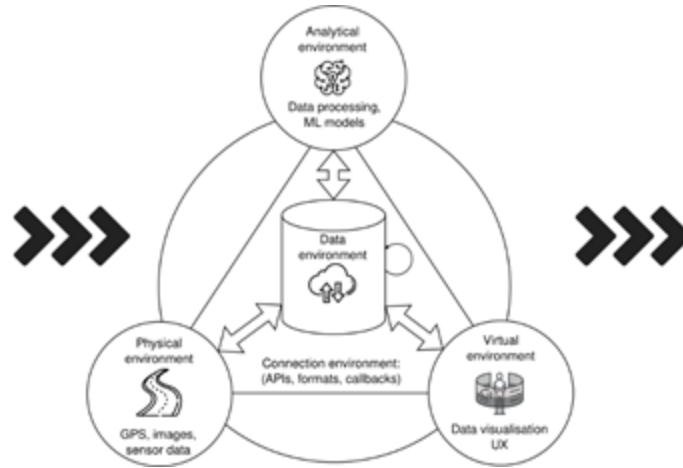 Analytical
environment
Data processing,
ML models
Data
environment
Physical
environment
GPS, images,
sensor data
Connection environment:
(APIs, formats, callbacks)
Virtual
environment
Data visualisation
UX